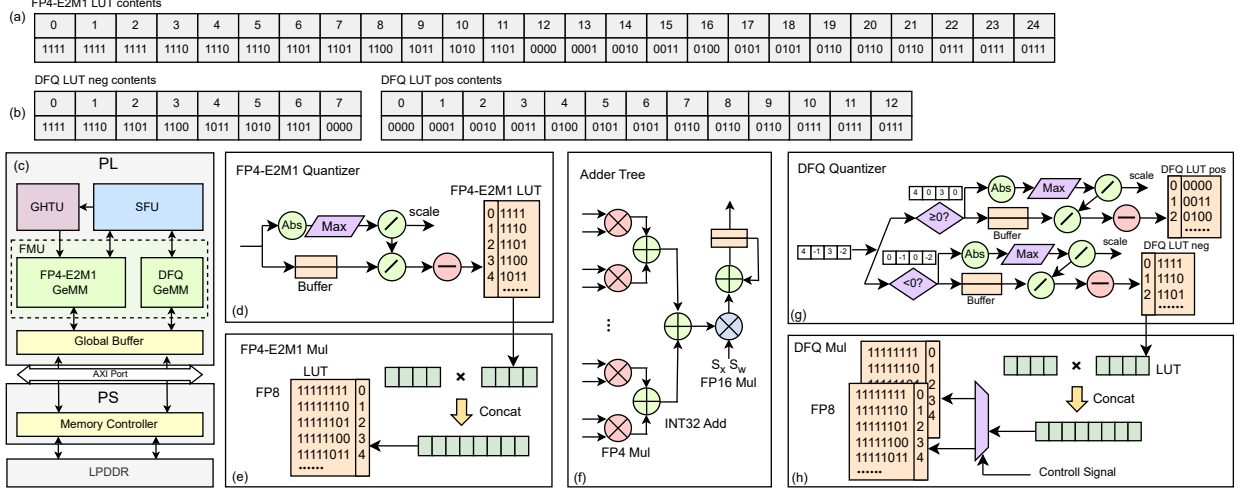 FP4-E2M1 LUT contents
(a)
0 1 2 3 4 5 6 7 8 9 10 11 12 13 14 15 16 17 18 19 20 21 22 23 24
1111 1111 1111 1110 1110 1110 1101 1101 1100 1011 1010 1101 0000 0001 0010 0011 0100 0101 0101 0110 0110 0110 0111 0111 0111
(b)
DFQ LUT neg contents
0 1 2 3 4 5 6 7
1111 1110 1101 1100 1011 1010 1101 0000
DFQ LUT pos contents
0 1 2 3 4 5 6 7 8 9 10 11 12
0000 0001 0010 0011 0100 0101 0101 0110 0110 0110 0111 0111 0111
(c)
PL
GHTU
SFU
FMU
FP4-E2M1
GeMM
DFQ
GeMM
Global Buffer
AXI Port
PS
Memory Controller
LPDDR
FP4-E2M1 Quantizer
Abs
Max
scale
Buffer
FP4-E2M1 LUT
0 1111
1 1110
2 1101
3 1100
4 1011
......
(d)
FP4-E2M1 Mul
LUT
FP8
11111111 0
11111110 1
11111101 2
11111100 3
11111011 4
......
×
Concat
(e)
Adder Tree
...
S_x S_w
FP16 Mul
INT32 Add
FP4 Mul
(f)
DFQ Quantizer
4 -1 3 -2
4 0 3 0
≥0?
Abs
Max
scale
Buffer
DFQ LUT pos
0 0000
1 0011
2 0100
......
0 -1 0 -2
<0?
Abs
Max
scale
Buffer
DFQ LUT neg
0 1111
1 1110
2 1101
......
(g)
DFQ Mul
FP8
11111111 0
11111110 1
2
3
4
11111111 0
11111110 1
11111101 2
11111100 3
11111011 4
......
×
LUT
Concat
Controll Signal
(h)